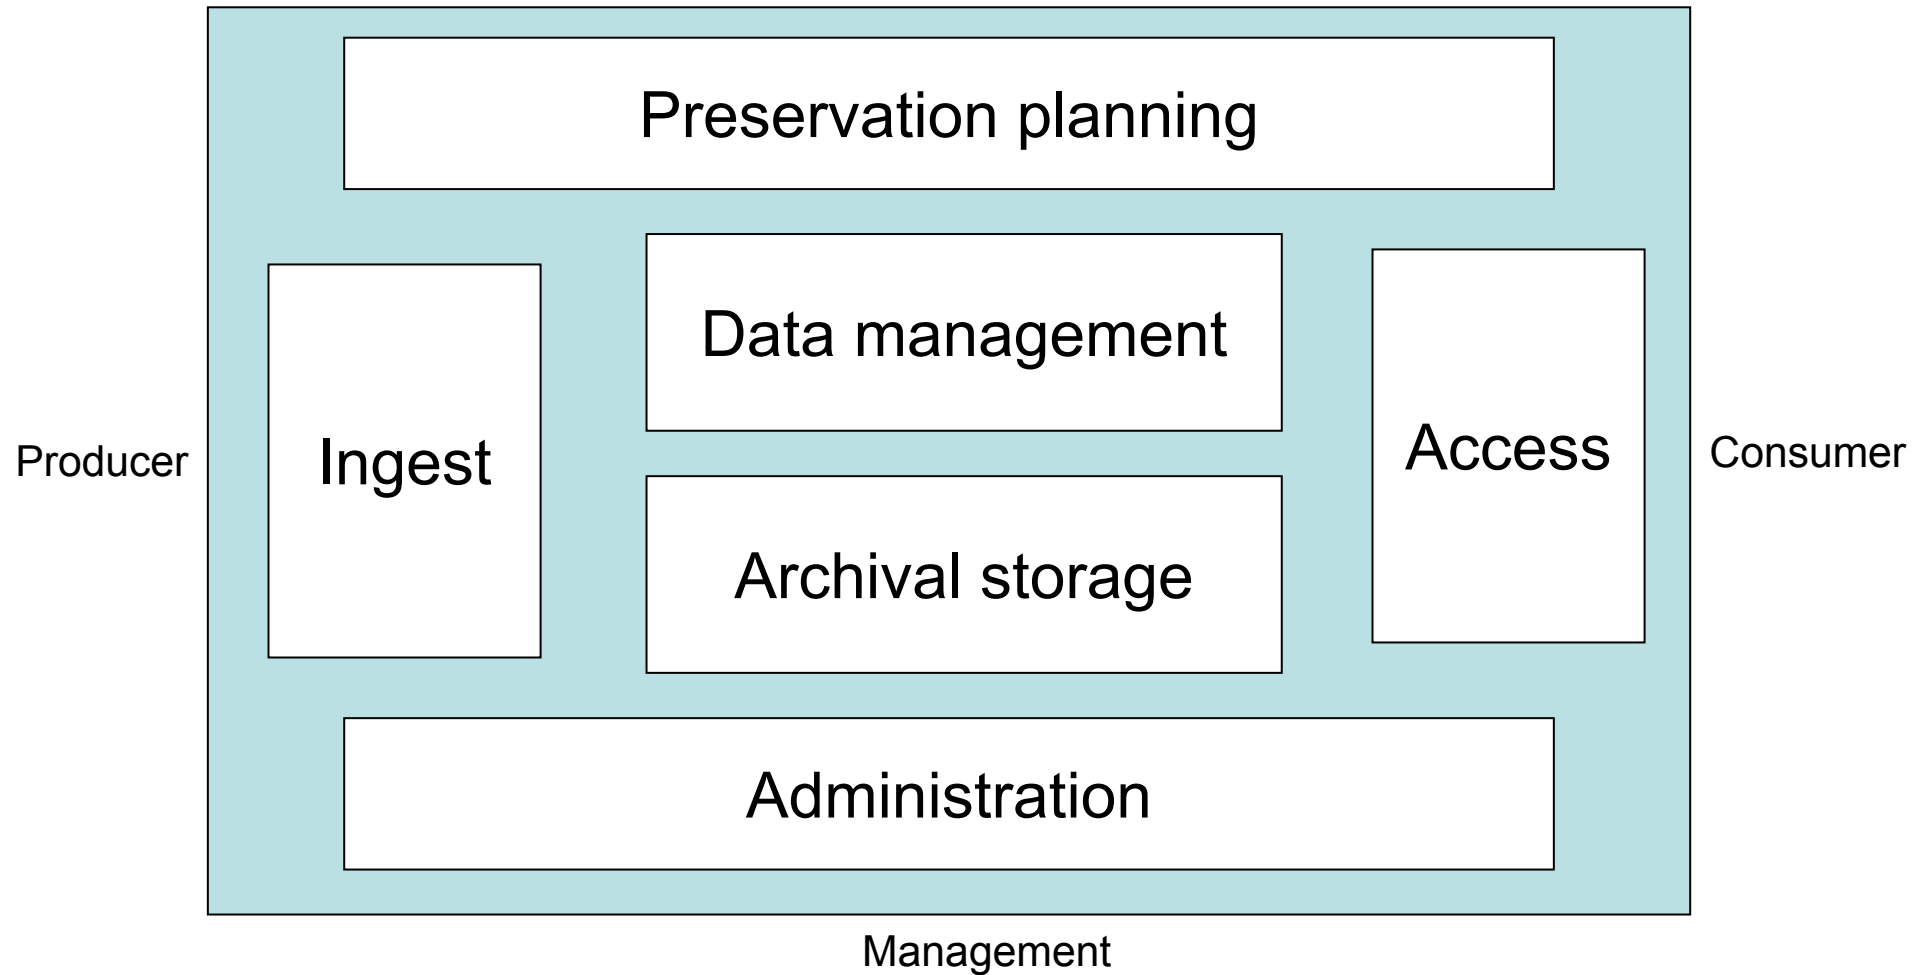 Preservation planning
Data management
Producer
Ingest
Access
Consumer
Archival storage
Administration
Management